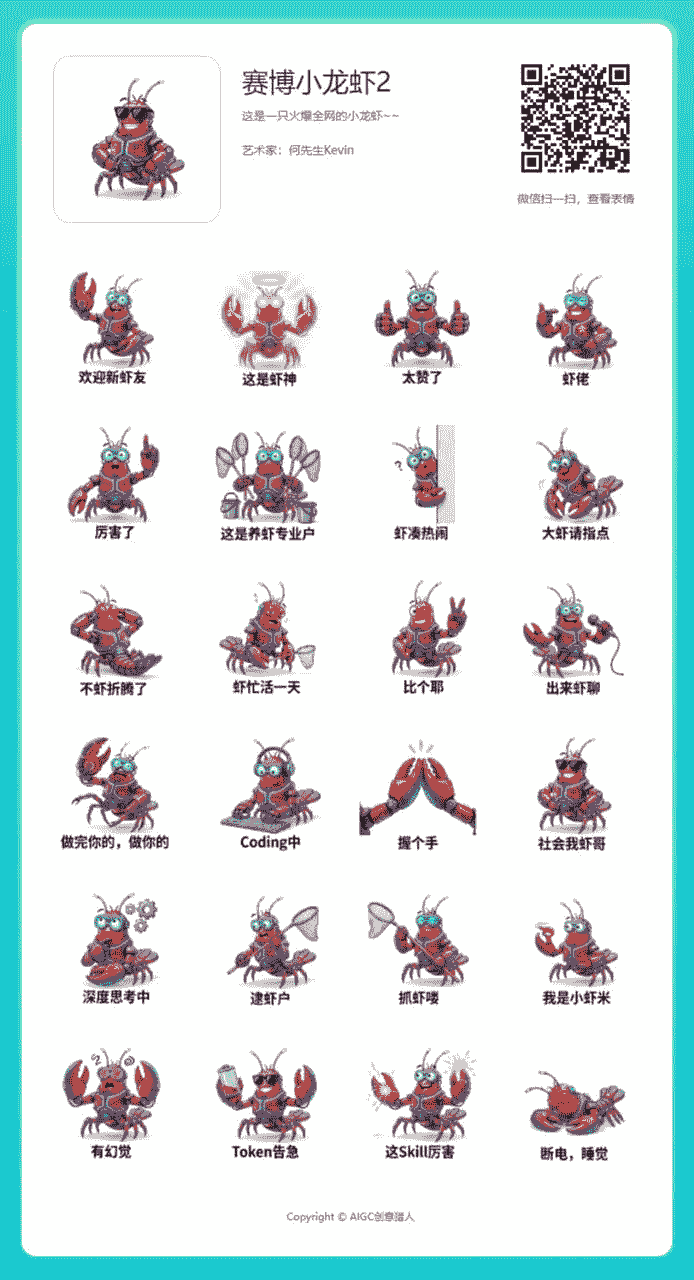 赛博小龙虾2
这是一只火爆全网的小龙虾~~
艺术家：何先生Kevin
微信扫一扫，查看表情
欢迎新虾友
这是虾神
太赞了
虾佬
厉害了
这是养虾专业户
虾凑热闹
大虾请指点
不虾折腾了
虾忙活一天
比个耶
出来虾聊
做完你的，做你的
Coding中
握个手
社会我虾哥
深度思考中
逮虾户
抓虾喽
我是小虾米
有幻觉
Token告急
这Skill厉害
断电，睡觉
Copyright © AIGC创意猎人